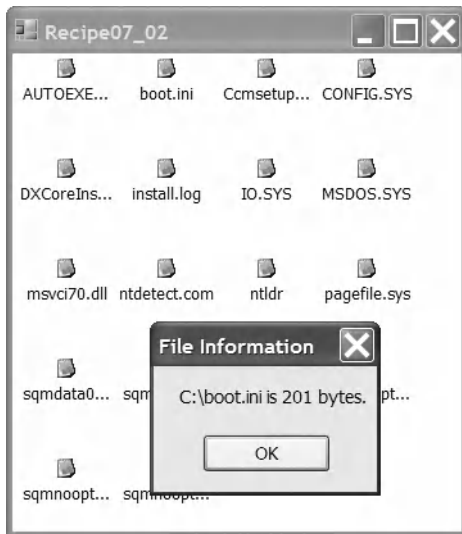 Recipe07_02
AUTOEXE... boot.ini Ccmsetup... CONFIG.SYS
DXCoreIns... install.log IO.SYS MSDOS.SYS
msvci70.dll ntdetect.com ntldr pagefile.sys
File Information
sqmdata0... sqm pt...
C:\boot.ini is 201 bytes.
OK
sqmnoopt...